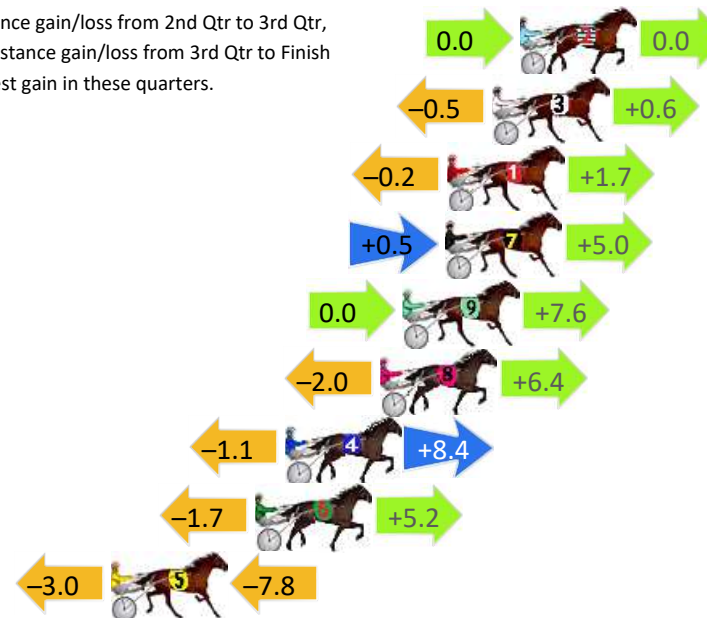 nce gain/loss from 2nd Qtr to 3rd Qtr,
stance gain/loss from 3rd Qtr to Finish
est gain in these quarters.
0.0 2 0.0
–0.5 3 +0.6
–0.2 1 +1.7
+0.5 7 +5.0
0.0 9 +7.6
–2.0 8 +6.4
–1.1 4 +8.4
–1.7 6 +5.2
–3.0 5 –7.8